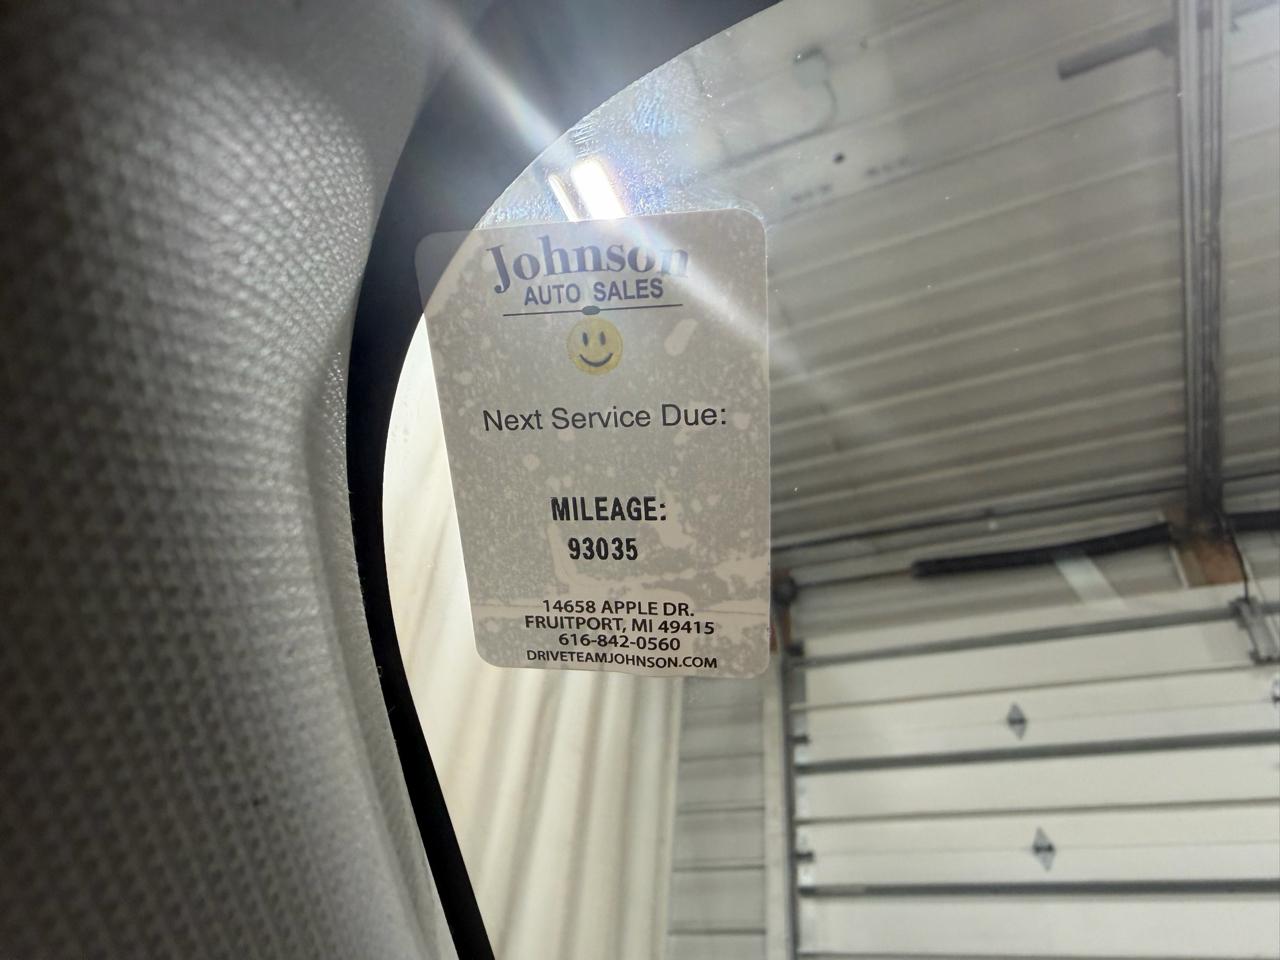 Johnson
AUTO SALES
Next Service Due:
MILEAGE:
93035
14658 APPLE DR.
FRUITPORT, MI 49415
616-842-0560
DRIVETEAMJOHNSON.COM